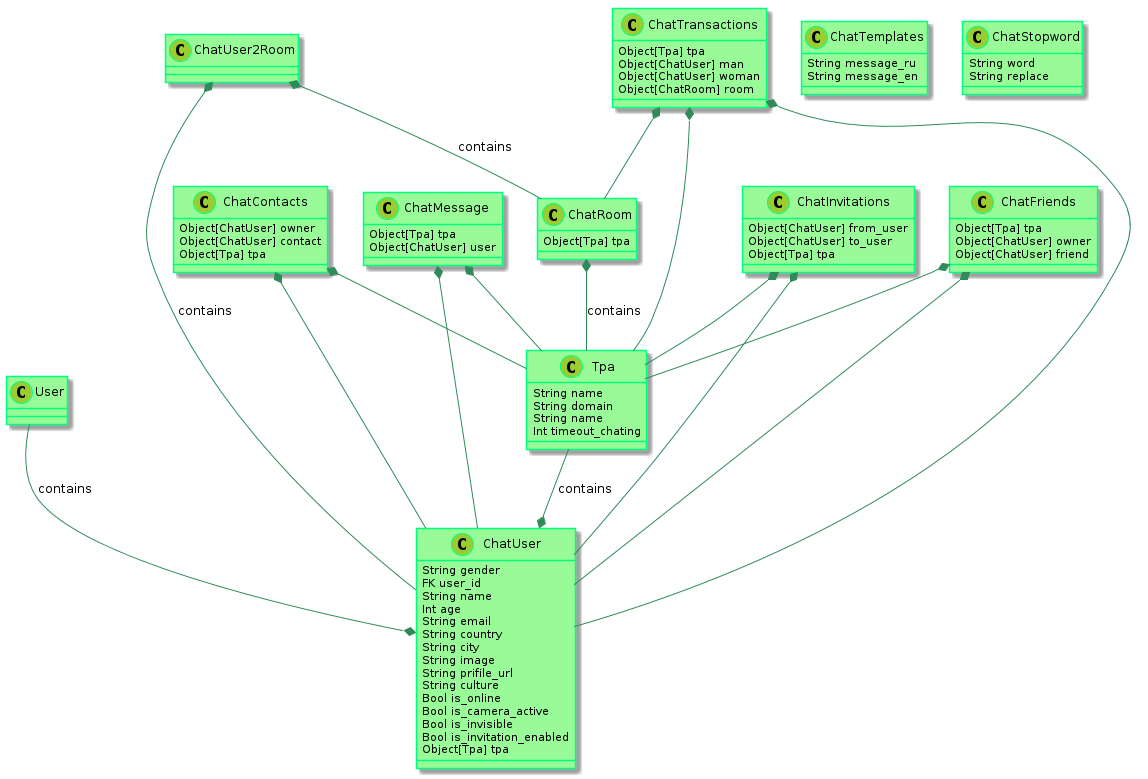 C ChatUser2Room
C ChatTransactions
Object[Tpa] tpa
Object[ChatUser] man
Object[ChatUser] woman
Object[ChatRoom] room
C ChatTemplates
String message_ru
String message_en
C ChatStopword
String word
String replace
contains
C ChatContacts
Object[ChatUser] owner
Object[ChatUser] contact
Object[Tpa] tpa
C ChatMessage
Object[Tpa] tpa
Object[ChatUser] user
C ChatRoom
Object[Tpa] tpa
C ChatInvitations
Object[ChatUser] from_user
Object[ChatUser] to_user
Object[Tpa] tpa
C ChatFriends
Object[Tpa] tpa
Object[ChatUser] owner
Object[ChatUser] friend
contains
contains
C User
C Tpa
String name
String domain
String name
Int timeout_chating
contains
contains
C ChatUser
String gender
FK user_id
String name
Int age
String email
String country
String city
String image
String prifile_url
String culture
Bool is_online
Bool is_camera_active
Bool is_invisible
Bool is_invitation_enabled
Object[Tpa] tpa